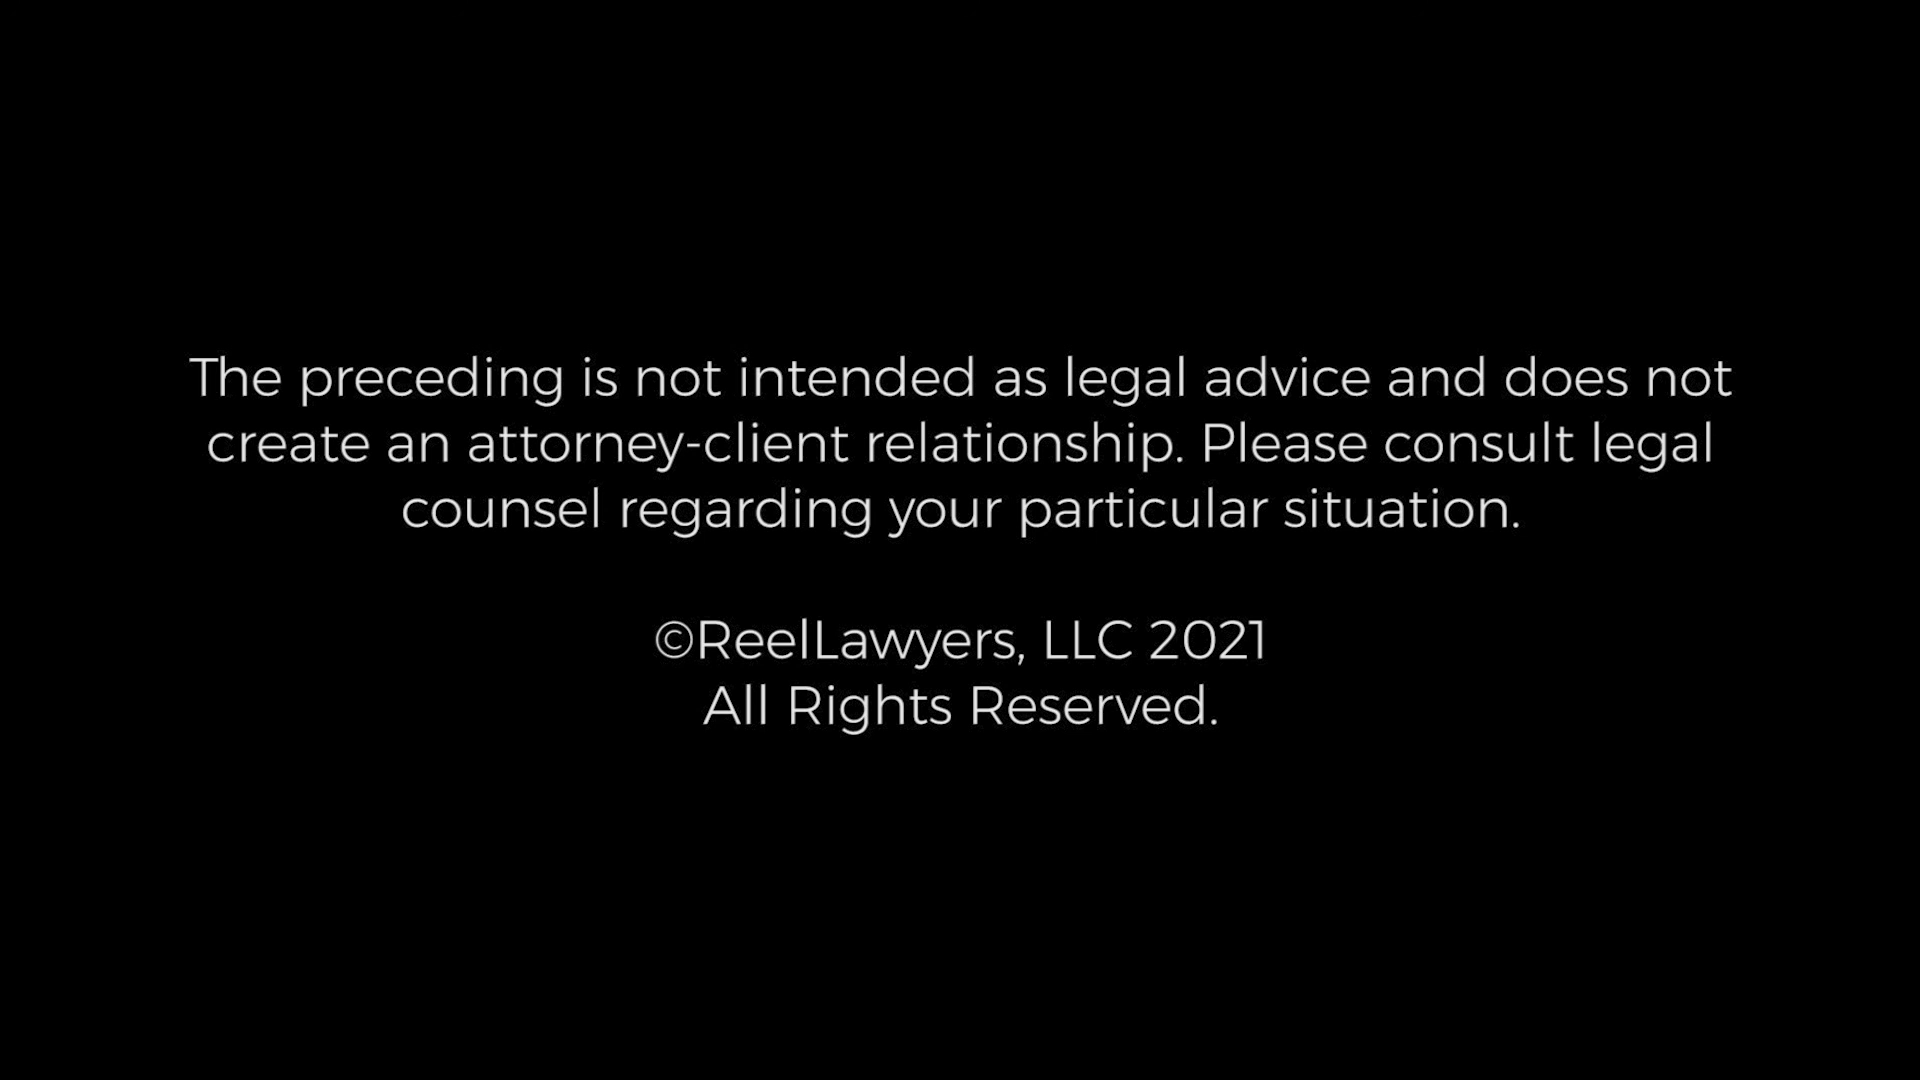 The preceding is not intended as legal advice and does not
create an attorney-client relationship. Please consult legal
counsel regarding your particular situation.
©ReelLawyers, LLC 2021
All Rights Reserved.